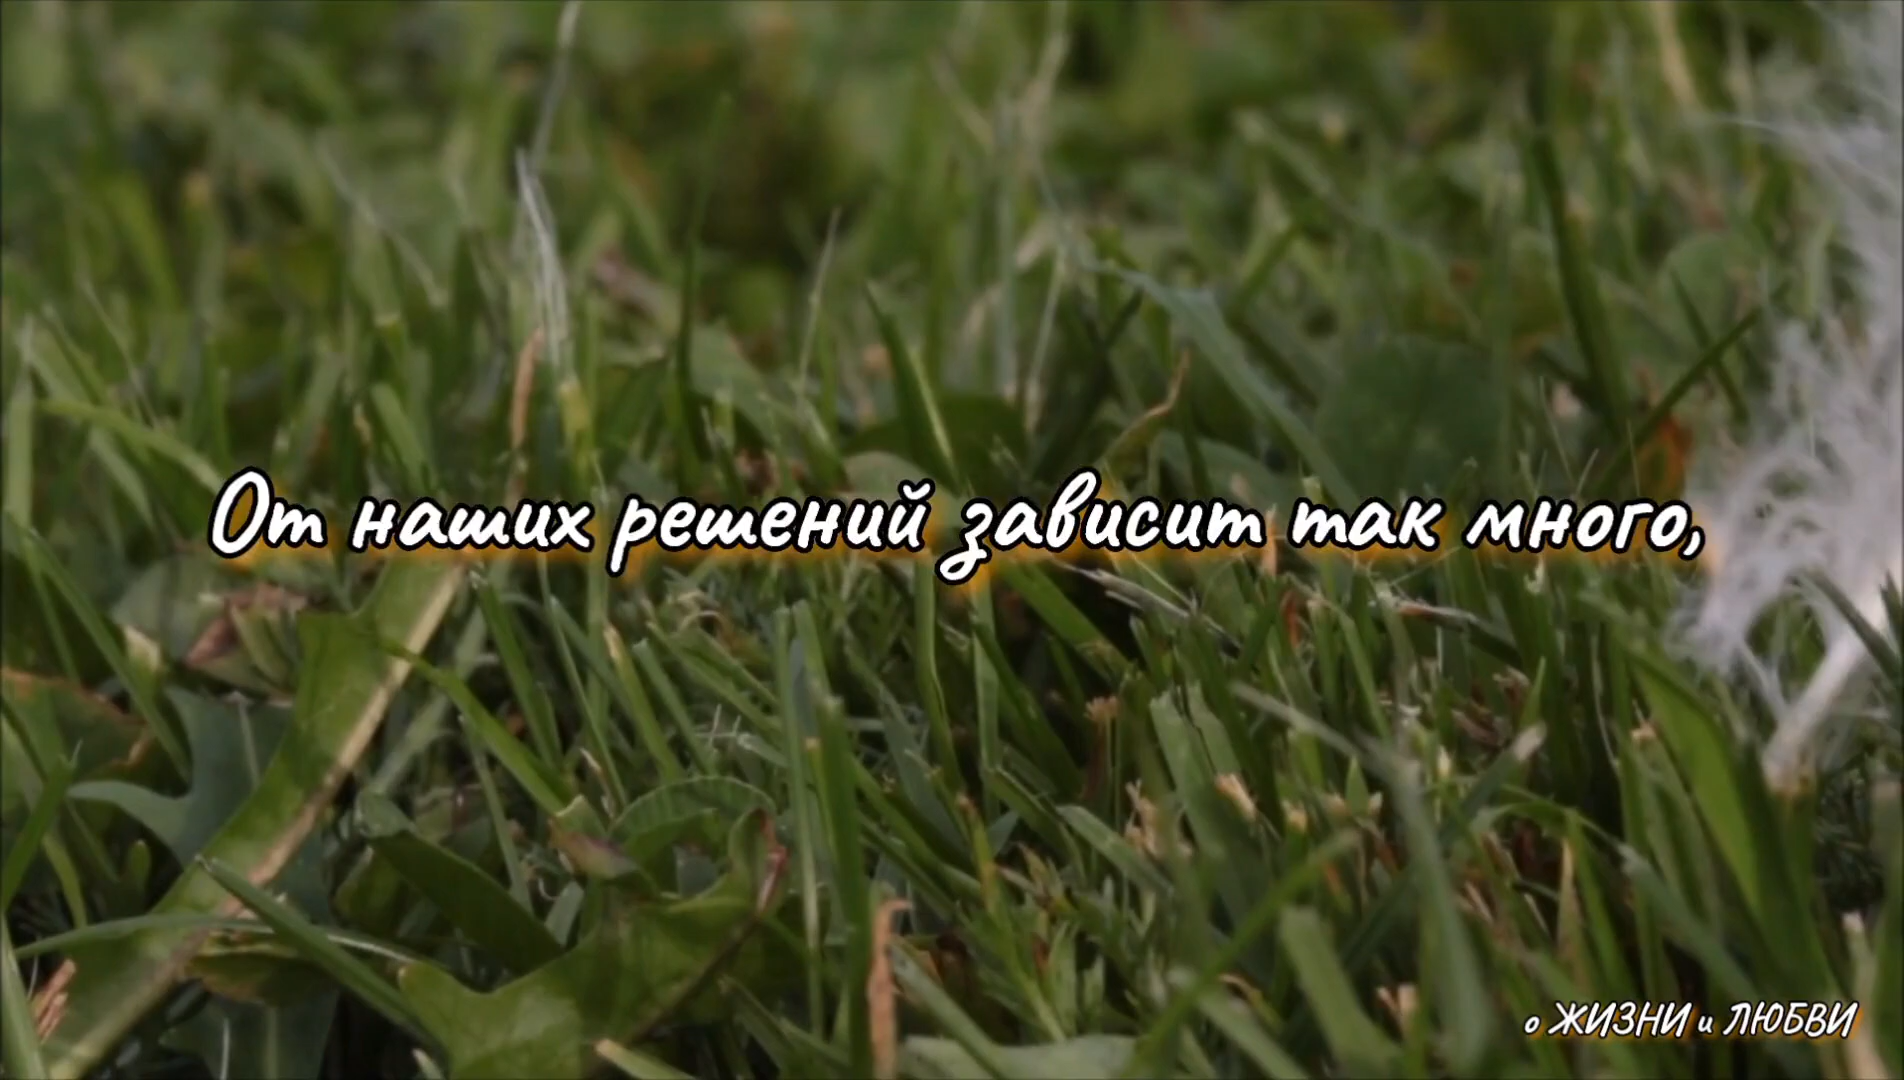 От наших решений зависит так много,
о ЖИЗНИ и ЛЮБВИ